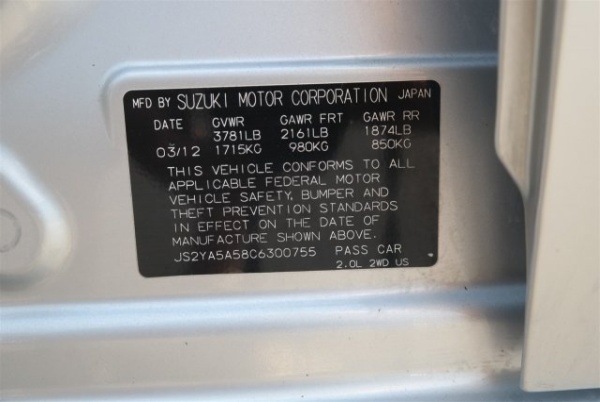 MFD BY SUZUKI MOTOR CORPORATION JAPAN
DATE GVWR GAWR FRT GAWR RR
3781LB 2161LB 1874LB
03/12 1715KG 980KG 850KG
THIS VEHICLE CONFORMS TO ALL
APPLICABLE FEDERAL MOTOR
VEHICLE SAFETY, BUMPER AND
THEFT PREVENTION STANDARDS
IN EFFECT ON THE DATE OF
MANUFACTURE SHOWN ABOVE.
JS2YA5A58C6300755 PASS CAR
2.0L 2WD US